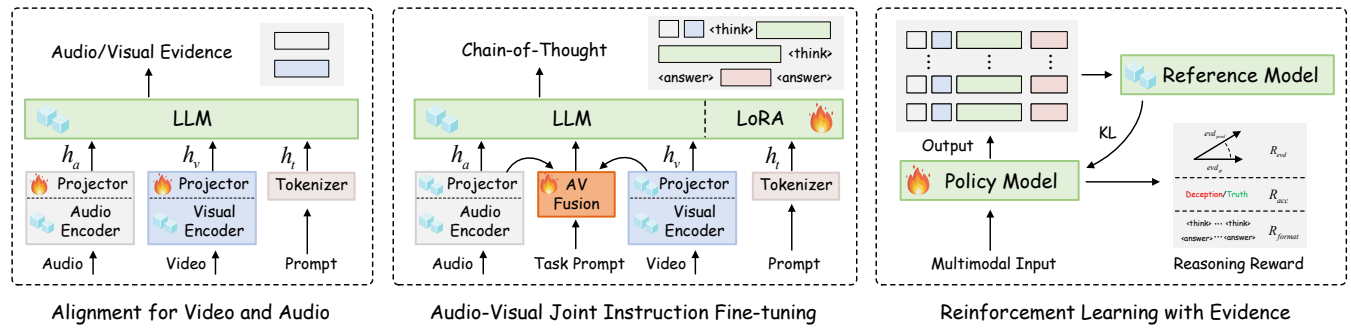 Audio/Visual Evidence
LLM
h_a
h_v
h_t
Projector
Audio
Encoder
Projector
Visual
Encoder
Tokenizer
Audio
Video
Prompt
Alignment for Video and Audio
Chain-of-Thought
<think>
<think>
<answer> <answer>
LLM
LoRA
h_a
h_v
h_t
Projector
Audio
Encoder
AV
Fusion
Projector
Visual
Encoder
Tokenizer
Audio
Task Prompt
Video
Prompt
Audio-Visual Joint Instruction Fine-tuning
Reference Model
KL
Output
Policy Model
Multimodal Input
evd_pred
evd_gt
R_evd
Deception/Truth
R_acc
<think> ··· <think>
<answer> ··· <answer>
R_format
Reasoning Reward
Reinforcement Learning with Evidence